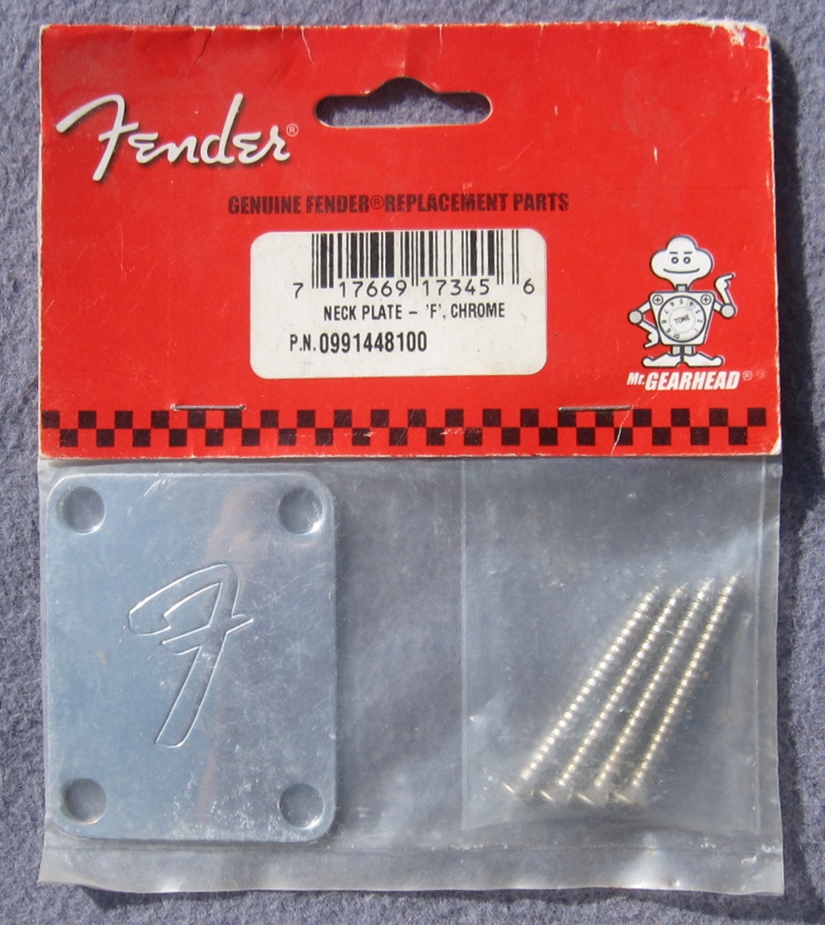 Fender®
GENUINE FENDER® REPLACEMENT PARTS
7 17669 17345 6
NECK PLATE – 'F', CHROME
P.N. 0991448100
TONE
Mr. GEARHEAD®
F